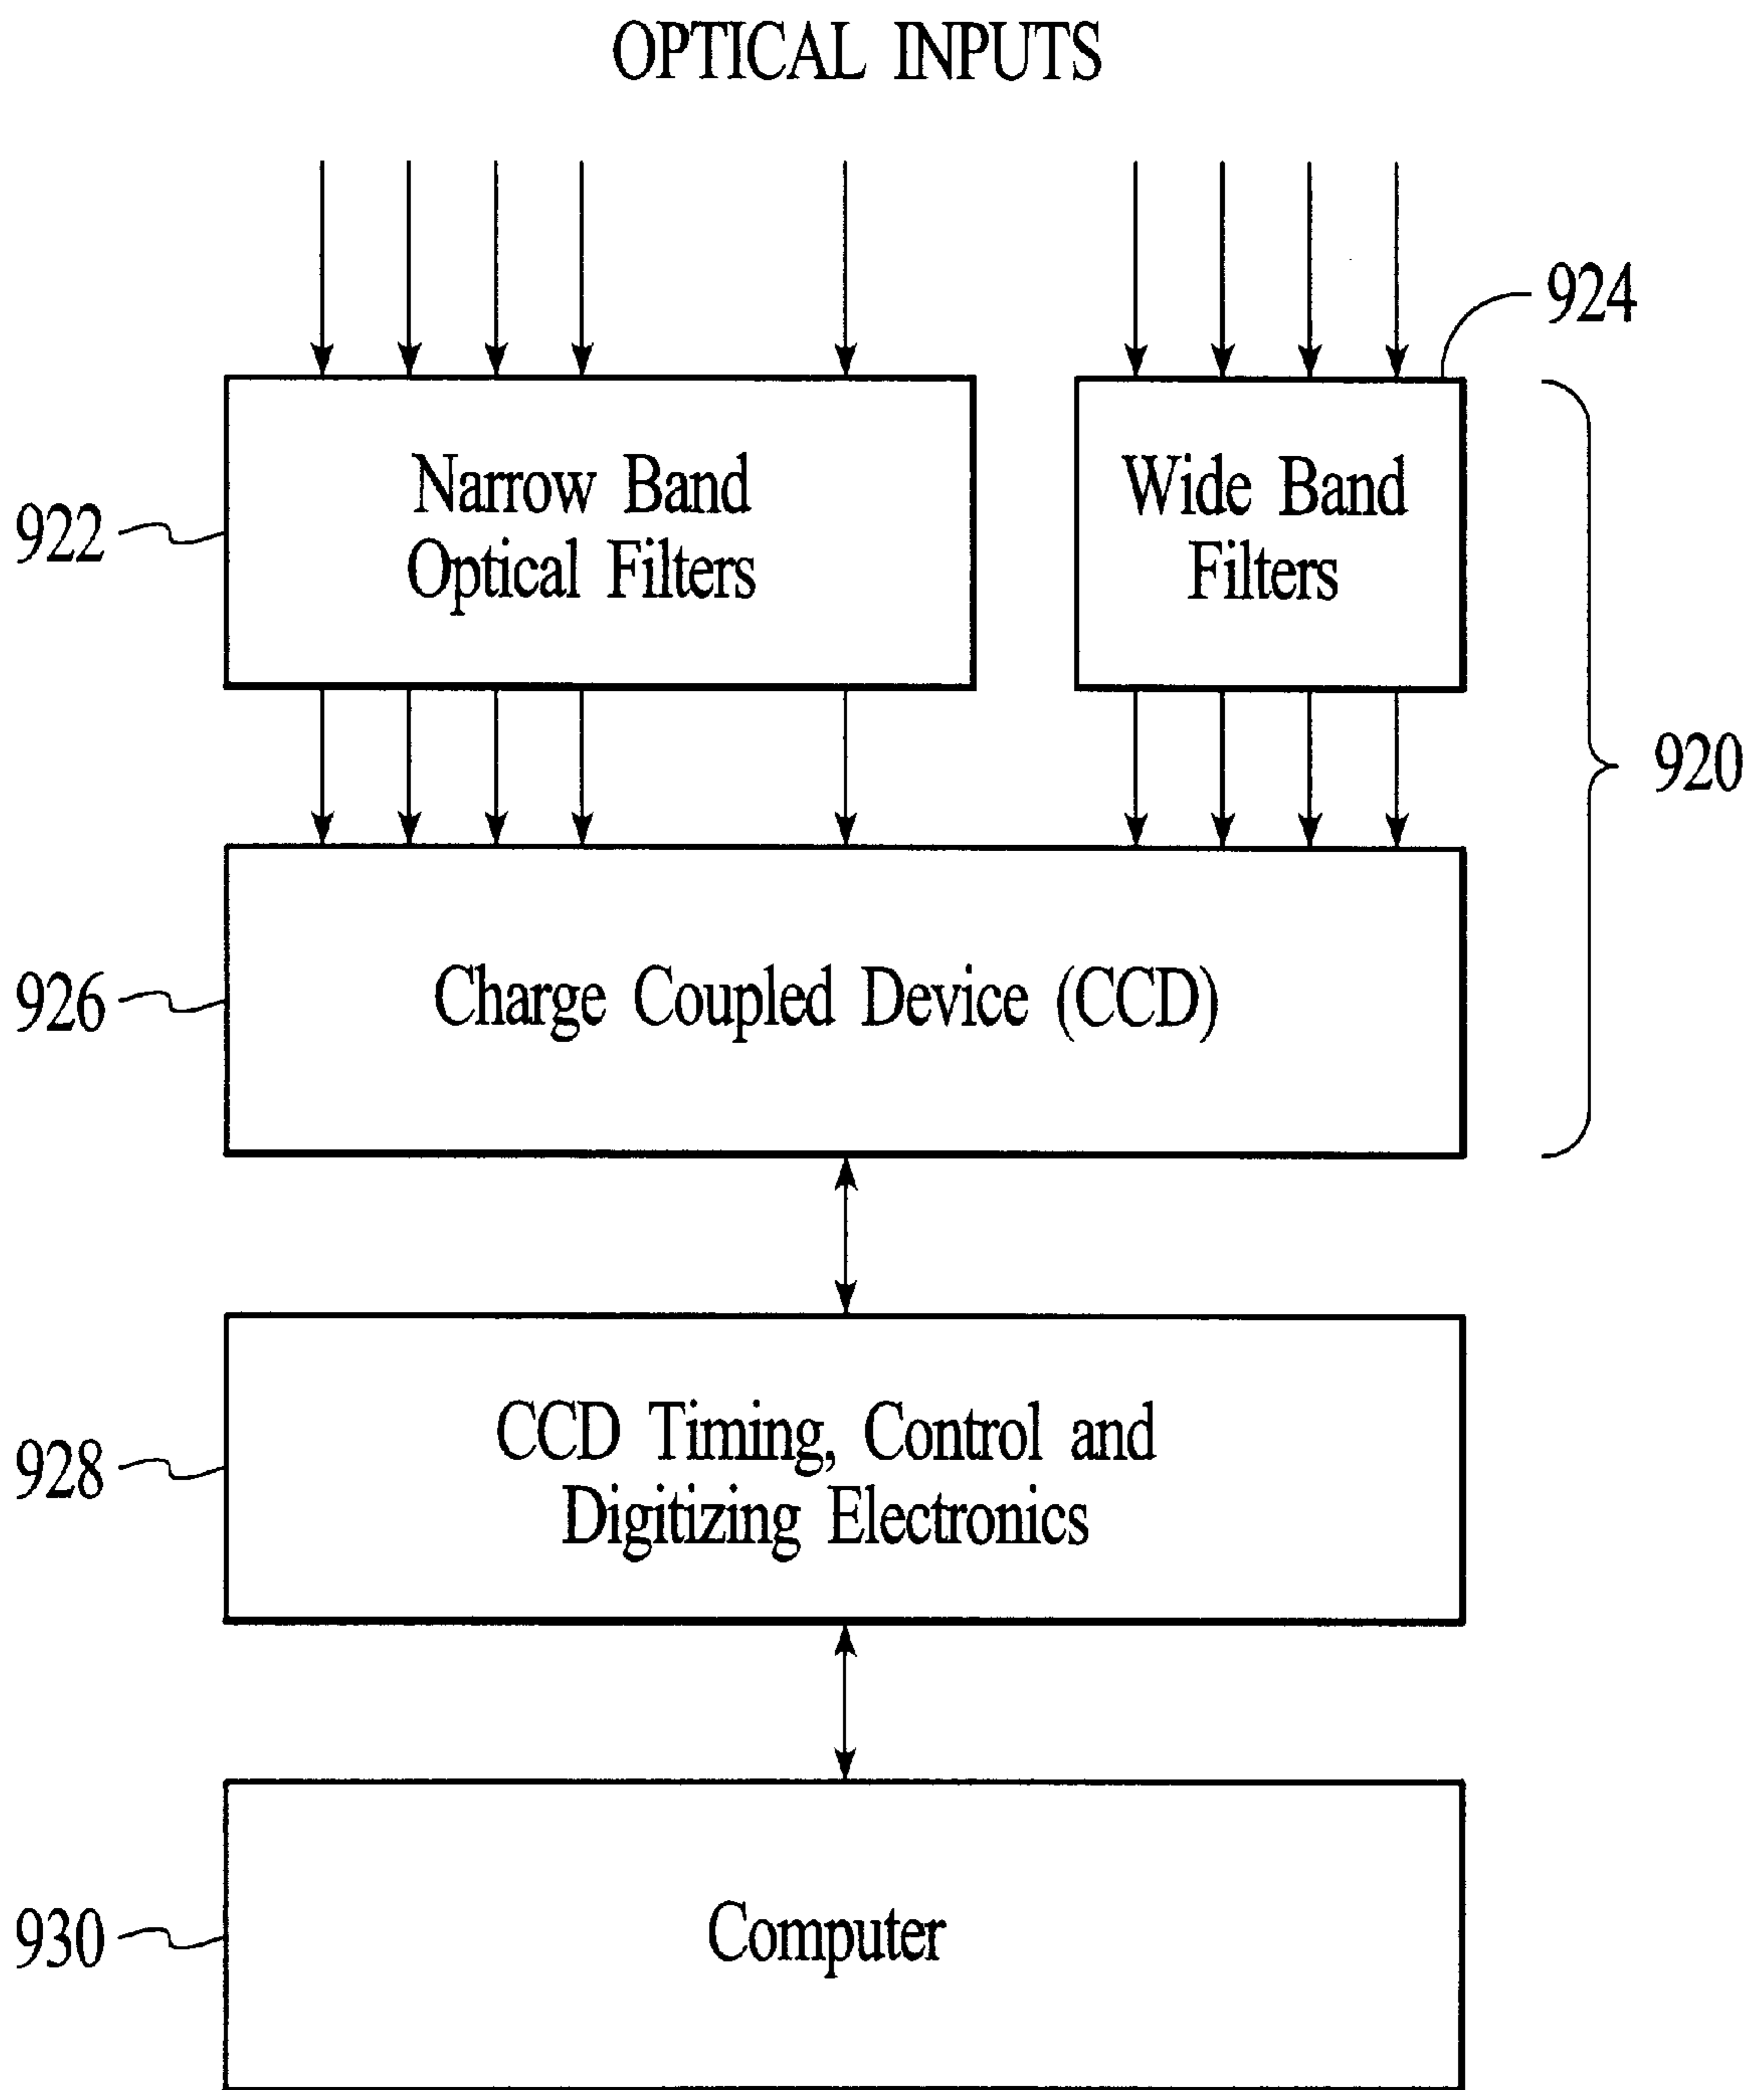 OPTICAL INPUTS
924
Narrow Band
Optical Filters
Wide Band
Filters
922
920
926
Charge Coupled Device (CCD)
928
CCD Timing, Control and
Digitizing Electronics
930
Computer